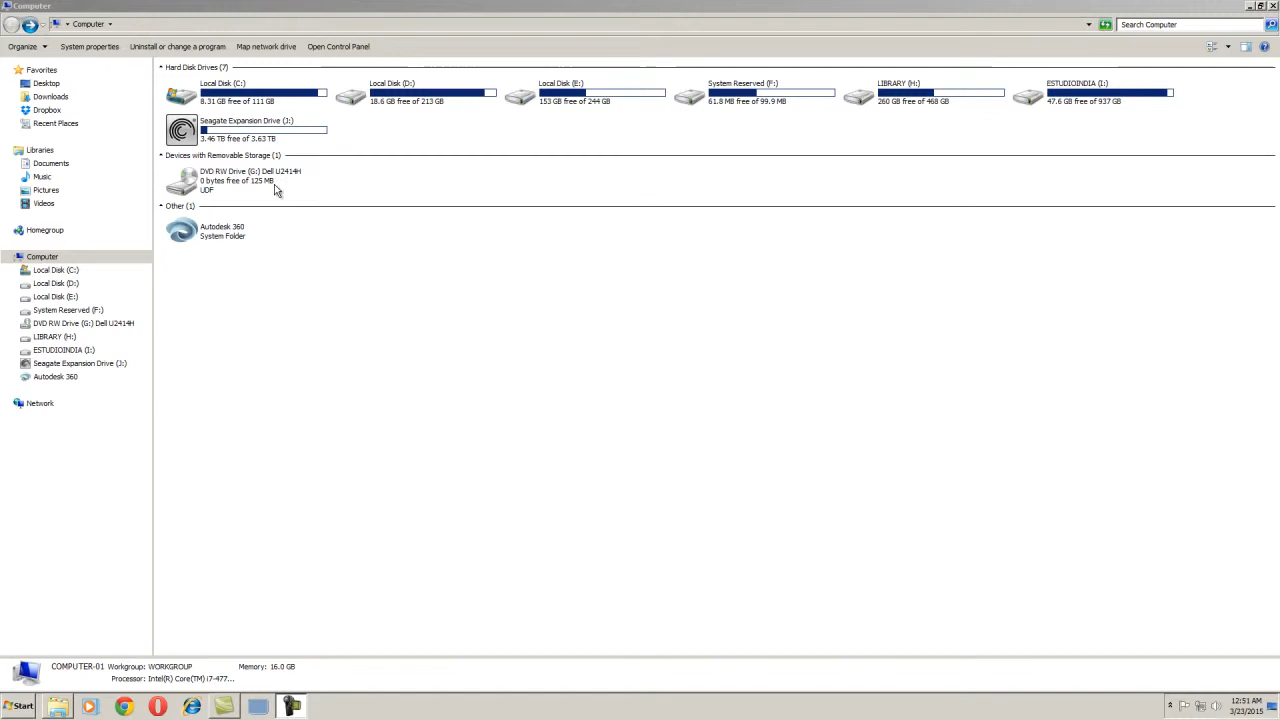 Computer
Computer
Search Computer
Organize
System properties
Uninstall or change a program
Map network drive
Open Control Panel
Favorites
Desktop
Downloads
Dropbox
Recent Places
Libraries
Documents
Music
Pictures
Videos
Homegroup
Computer
Local Disk (C:)
Local Disk (D:)
Local Disk (E:)
System Reserved (F:)
DVD RW Drive (G:) Dell U2414H
LIBRARY (H:)
ESTUDIOINDIA (I:)
Seagate Expansion Drive (J:)
Autodesk 360
Network
Hard Disk Drives (7)
Local Disk (C:)
8.31 GB free of 111 GB
Local Disk (D:)
18.6 GB free of 213 GB
Local Disk (E:)
153 GB free of 244 GB
System Reserved (F:)
61.8 MB free of 99.9 MB
LIBRARY (H:)
260 GB free of 468 GB
ESTUDIOINDIA (I:)
47.6 GB free of 937 GB
Seagate Expansion Drive (J:)
3.46 TB free of 3.63 TB
Devices with Removable Storage (1)
DVD RW Drive (G:) Dell U2414H
0 bytes free of 125 MB
UDF
Other (1)
Autodesk 360
System Folder
COMPUTER-01 Workgroup: WORKGROUP Memory: 16.0 GB
Processor: Intel(R) Core(TM) i7-477...
Start
12:51 AM
3/23/2015